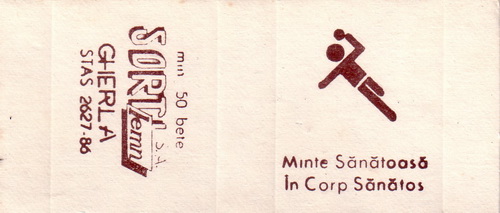 min 50 bete
SORT
lemn S.A.
GHERLA
STAS 2627-86
Minte Sănătoasă
În Corp Sănătos